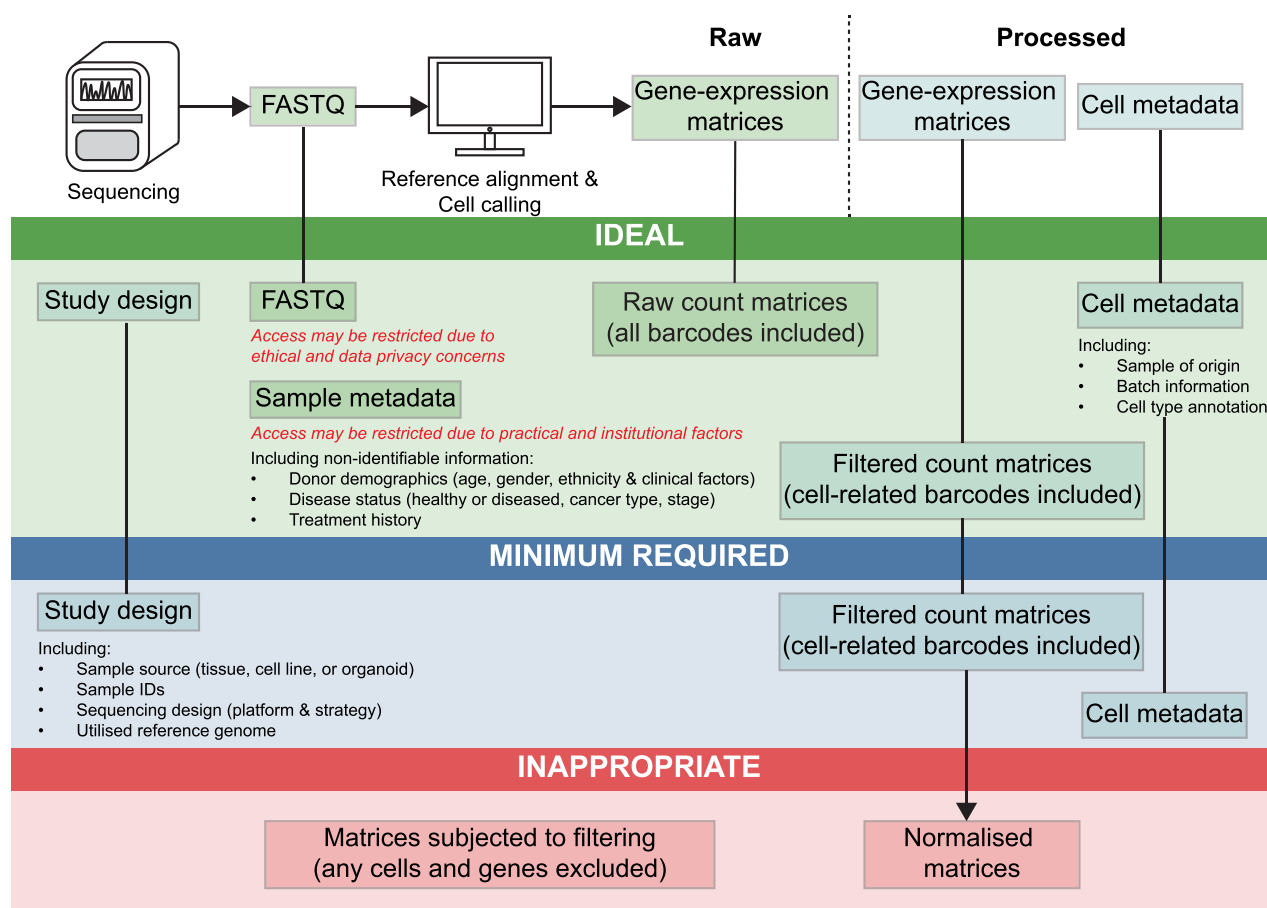 Raw
Processed
Sequencing
FASTQ
Reference alignment &
Cell calling
Gene-expression
matrices
Gene-expression
matrices
Cell metadata
IDEAL
Study design
FASTQ
Access may be restricted due to
ethical and data privacy concerns
Sample metadata
Access may be restricted due to practical and institutional factors
Including non-identifiable information:
• Donor demographics (age, gender, ethnicity & clinical factors)
• Disease status (healthy or diseased, cancer type, stage)
• Treatment history
Raw count matrices
(all barcodes included)
Cell metadata
Including:
• Sample of origin
• Batch information
• Cell type annotation
Filtered count matrices
(cell-related barcodes included)
MINIMUM REQUIRED
Study design
Including:
• Sample source (tissue, cell line, or organoid)
• Sample IDs
• Sequencing design (platform & strategy)
• Utilised reference genome
Filtered count matrices
(cell-related barcodes included)
Cell metadata
INAPPROPRIATE
Matrices subjected to filtering
(any cells and genes excluded)
Normalised
matrices